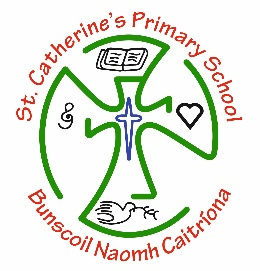 St. Catherine's Primary School
Bunscoil Naomh Caitríona